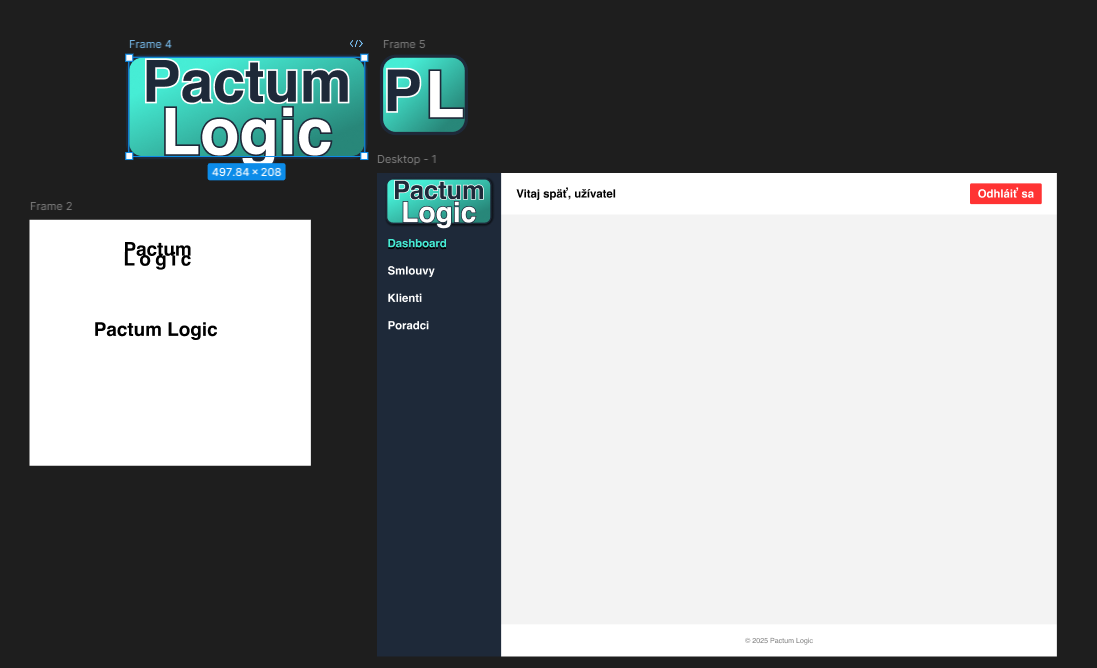 Frame 4
Frame 5
Pactum
Logic
PL
497.84 × 208
Desktop - 1
Frame 2
Pactum
Logic
Pactum Logic
Pactum
Logic
Vitaj späť, užívatel
Odhláiť sa
Dashboard
Smlouvy
Klienti
Poradci
© 2025 Pactum Logic